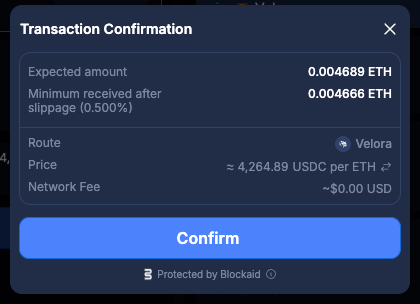 Transaction Confirmation
Expected amount 0.004689 ETH
Minimum received after 0.004666 ETH
slippage (0.500%)
Route Velora
Price ≈ 4,264.89 USDC per ETH
Network Fee ~$0.00 USD
Confirm
Protected by Blockaid